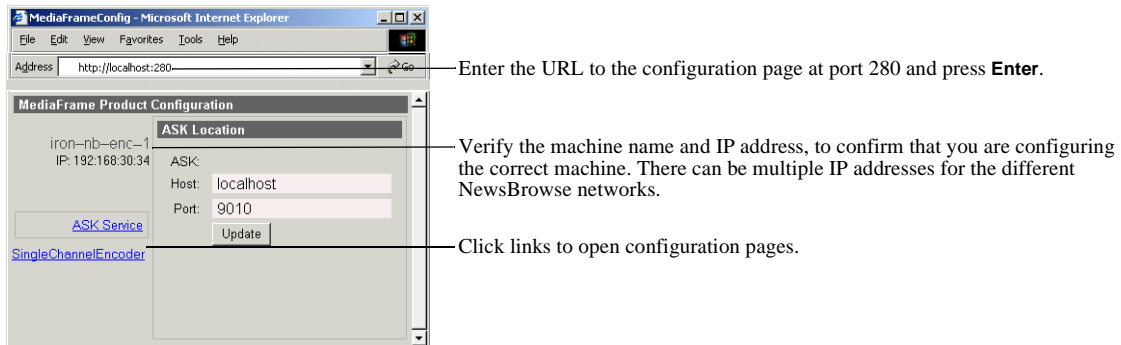 MediaFrameConfig - Microsoft Internet Explorer
File Edit View Favorites Tools Help
Address http://localhost:280 Go
Enter the URL to the configuration page at port 280 and press Enter.
MediaFrame Product Configuration
ASK Location
iron-nb-enc-1
IP: 192:168:30:34
ASK:
Host: localhost
Port: 9010
Update
ASK Service
SingleChannelEncoder
Verify the machine name and IP address, to confirm that you are configuring
the correct machine. There can be multiple IP addresses for the different
NewsBrowse networks.
Click links to open configuration pages.